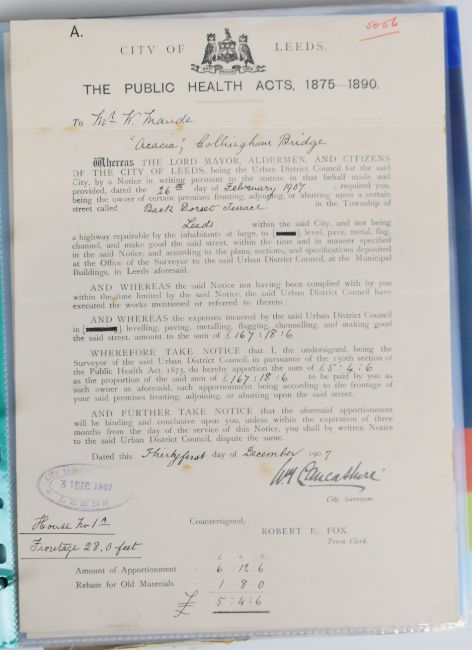 A.
5056
CITY OF LEEDS.
THE PUBLIC HEALTH ACTS, 1875—1890.
To Mr W. Maude
"Acacia", Collingham Bridge
Whereas THE LORD MAYOR, ALDERMEN, AND CITIZENS
OF THE CITY OF LEEDS, being the Urban District Council for the said
City, by a Notice in writing pursuant to the statute in that behalf made and
provided, dated the 26th day of February 1907, required you,
being the owner of certain premises fronting, adjoining, or abutting upon a certain
street called Back Dorset Terrace in the Township of
Leeds within the said City, and not being
a highway repairable by the inhabitants at large, to [ ], level, pave, metal, flag,
channel, and make good the said street, within the time and in manner specified
in the said Notice, and according to the plans, sections, and specifications deposited
at the Office of the Surveyor to the said Urban District Council, at the Municipal
Buildings, in Leeds aforesaid.
AND WHEREAS the said Notice not having been complied with by you
within the time limited by the said Notice, the said Urban District Council have
executed the works mentioned or referred to therein:
AND WHEREAS the expenses incurred by the said Urban District Council
in [ ], levelling, paving, metalling, flagging, channelling, and making good
the said street, amount to the sum of £167:18:6
WHEREFORE TAKE NOTICE that I, the undersigned, being the
Surveyor of the said Urban District Council, in pursuance of the 150th section of
the Public Health Act, 1875, do hereby apportion the sum of £5:4:6
as the proportion of the said sum of £167:18:6 to be paid by you as
such owner as aforesaid, such apportionment being according to the frontage of
your said premises fronting, adjoining, or abutting upon the said street.
AND FURTHER TAKE NOTICE that the aforesaid apportionment
will be binding and conclusive upon you, unless within the expiration of three
months from the day of the service of this Notice, you shall by written Notice
to the said Urban District Council, dispute the same.
Dated this Thirtyfirst day of December 1907
W. T. Lancashire
City Surveyor.
31 DEC. 1907
LEEDS
House No 1A
Frontage 28.0 feet
Countersigned,
ROBERT E. FOX,
Town Clerk.
£ s. d.
Amount of Apportionment 6:12:6
Rebate for Old Materials 1 8 0
£ 5:4:6